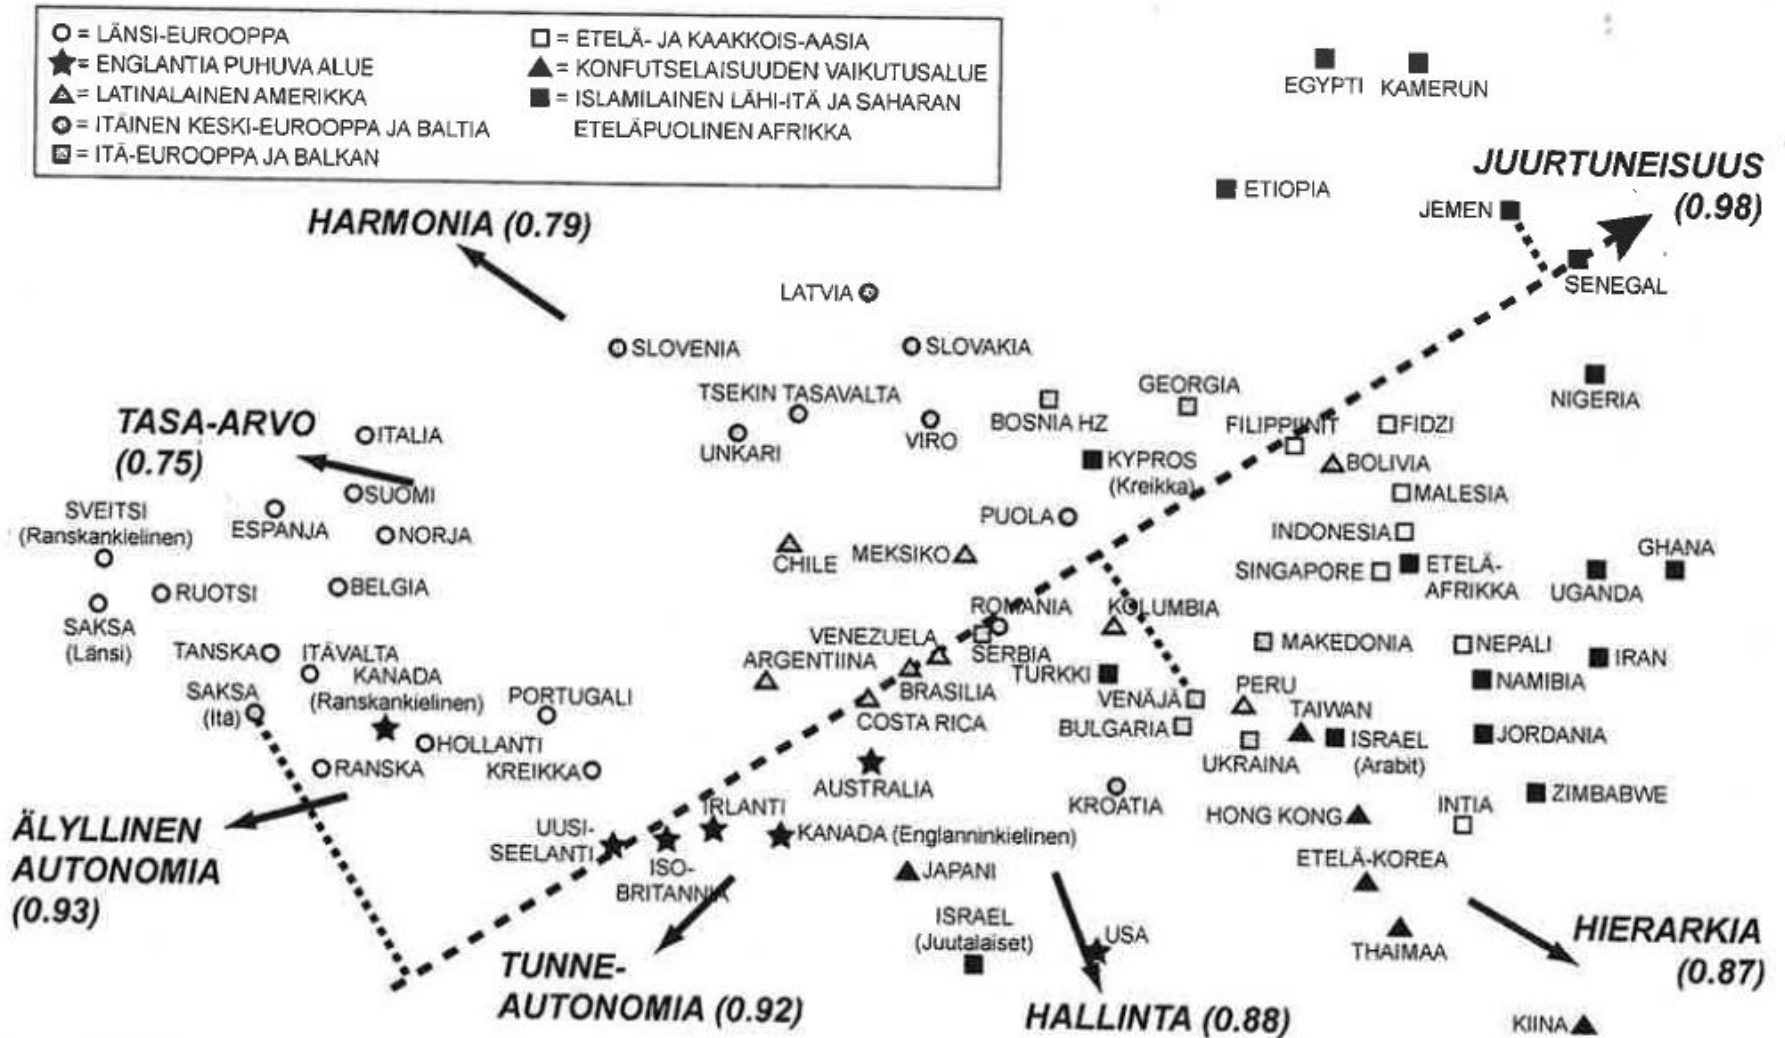 = LÄNSI-EUROOPPA
= ENGLANTIA PUHUVA ALUE
= LATINALAINEN AMERIKKA
= ITÄINEN KESKI-EUROOPPA JA BALTIA
= ITÄ-EUROOPPA JA BALKAN
= ETELÄ- JA KAAKKOIS-AASIA
= KONFUTSELAISUUDEN VAIKUTUSALUE
= ISLAMILAINEN LÄHI-ITÄ JA SAHARAN
ETELÄPUOLINEN AFRIKKA
EGYPTI
KAMERUN
JUURTUNEISUUS
(0.98)
ETIOPIA
JEMEN
HARMONIA (0.79)
SENEGAL
LATVIA
SLOVENIA
SLOVAKIA
TSEKIN TASAVALTA
GEORGIA
NIGERIA
TASA-ARVO
(0.75)
ITALIA
UNKARI
VIRO
BOSNIA HZ
FILIPPIINIT
FIDZI
KYPROS
(Kreikka)
BOLIVIA
SUOMI
MALESIA
SVEITSI
(Ranskankielinen)
ESPANJA
NORJA
PUOLA
INDONESIA
CHILE
MEKSIKO
SINGAPORE
ETELÄ-
AFRIKKA
UGANDA
GHANA
RUOTSI
BELGIA
SAKSA
(Länsi)
ROMANIA
KOLUMBIA
TANSKA
ITÄVALTA
VENEZUELA
SERBIA
MAKEDONIA
NEPALI
IRAN
KANADA
(Ranskankielinen)
ARGENTIINA
TURKKI
NAMIBIA
SAKSA
(Itä)
PORTUGALI
BRASILIA
COSTA RICA
VENÄJÄ
PERU
TAIWAN
BULGARIA
ISRAEL
(Arabit)
JORDANIA
HOLLANTI
RANSKA
KREIKKA
UKRAINA
AUSTRALIA
KROATIA
ZIMBABWE
ÄLYLLINEN
AUTONOMIA
(0.93)
IRLANTI
HONG KONG
INTIA
UUSI-
SEELANTI
KANADA (Englanninkielinen)
ISO-
BRITANNIA
JAPANI
ETELÄ-KOREA
ISRAEL
(Juutalaiset)
USA
THAIMAA
HIERARKIA
(0.87)
TUNNE-
AUTONOMIA (0.92)
HALLINTA (0.88)
KIINA